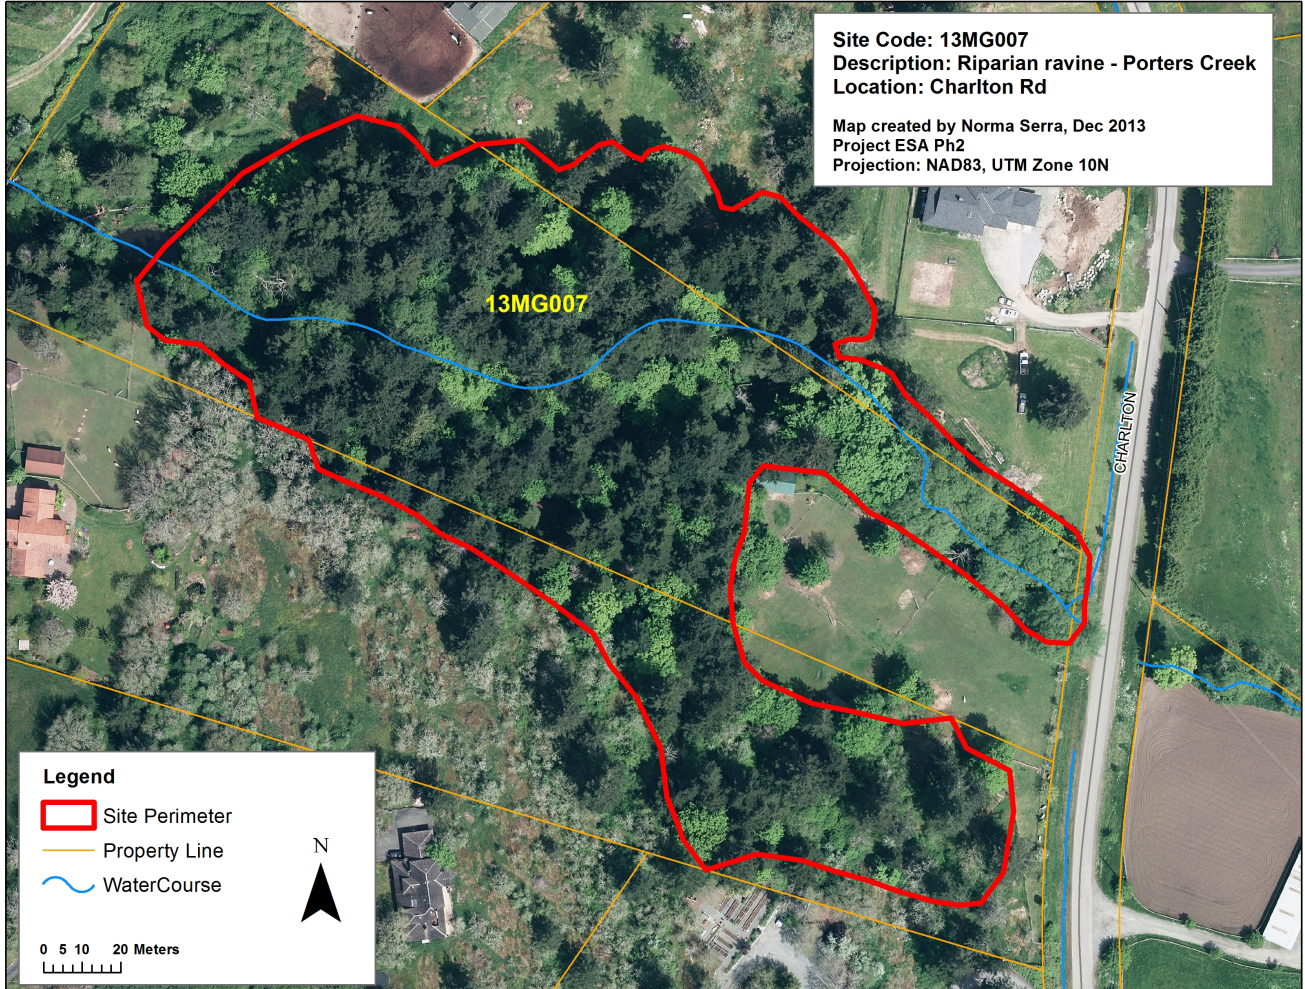 Site Code: 13MG007
Description: Riparian ravine - Porters Creek
Location: Charlton Rd
Map created by Norma Serra, Dec 2013
Project ESA Ph2
Projection: NAD83, UTM Zone 10N
13MG007
CHARLTON
Legend
Site Perimeter
Property Line
WaterCourse
N
0 5 10 20 Meters